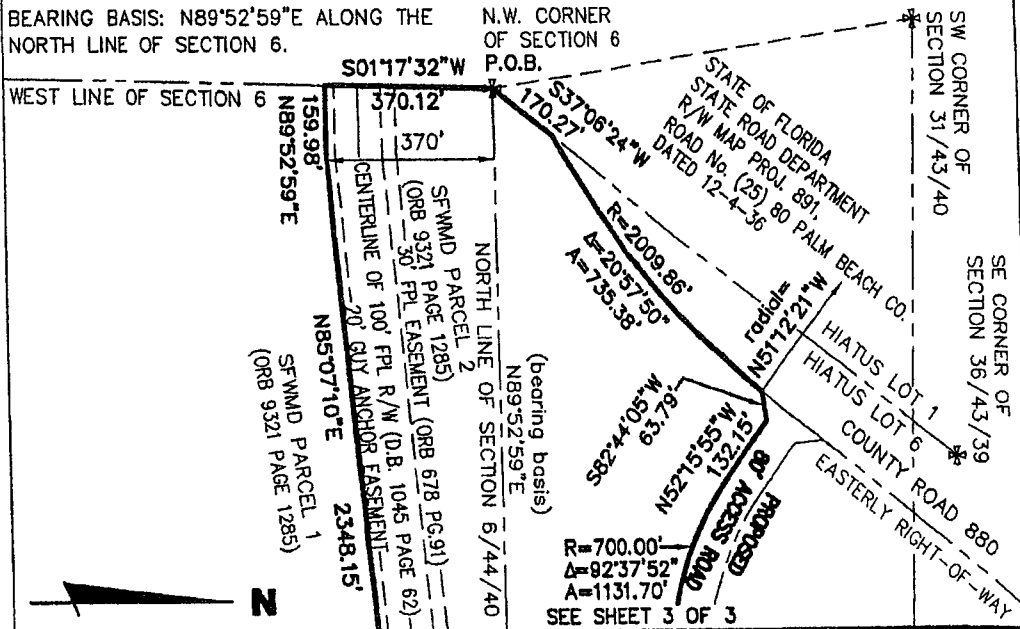 BEARING BASIS: N89°52'59"E ALONG THE
NORTH LINE OF SECTION 6.
N.W. CORNER
OF SECTION 6
P.O.B.
SW CORNER OF
SECTION 31/43/40
S01°17'32"W
370.12'
370'
WEST LINE OF SECTION 6
159.98'
N89°52'59"E
S37°06'24"W
170.27'
STATE OF FLORIDA
STATE ROAD DEPARTMENT
R/W MAP PROJ. 891,
ROAD No. (25) 80 PALM BEACH CO.
DATED 12-4-36
CENTERLINE OF 100' FPL R/W (D.B. 1045 PAGE 62)
20' GUY ANCHOR EASEMENT
30' FPL EASEMENT (ORB 678 PG.91)
SFWMD PARCEL 2
(ORB 9321 PAGE 1285)
NORTH LINE OF SECTION 6/44/40
N89°52'59"E
(bearing basis)
R=2009.86'
Δ=20°57'50"
A=735.38'
radial=
N51°12'21"W
HIATUS LOT 1
HIATUS LOT 6
SE CORNER OF
SECTION 36/43/39
COUNTY ROAD 880
EASTERLY RIGHT-OF-WAY
N85°07'10"E 2348.15'
SFWMD PARCEL 1
(ORB 9321 PAGE 1285)
S82°44'05"W
63.79'
N52°15'55"W
132.15'
PROPOSED
80' ACCESS ROAD
R=700.00'
Δ=92°37'52"
A=1131.70'
N
SEE SHEET 3 OF 3